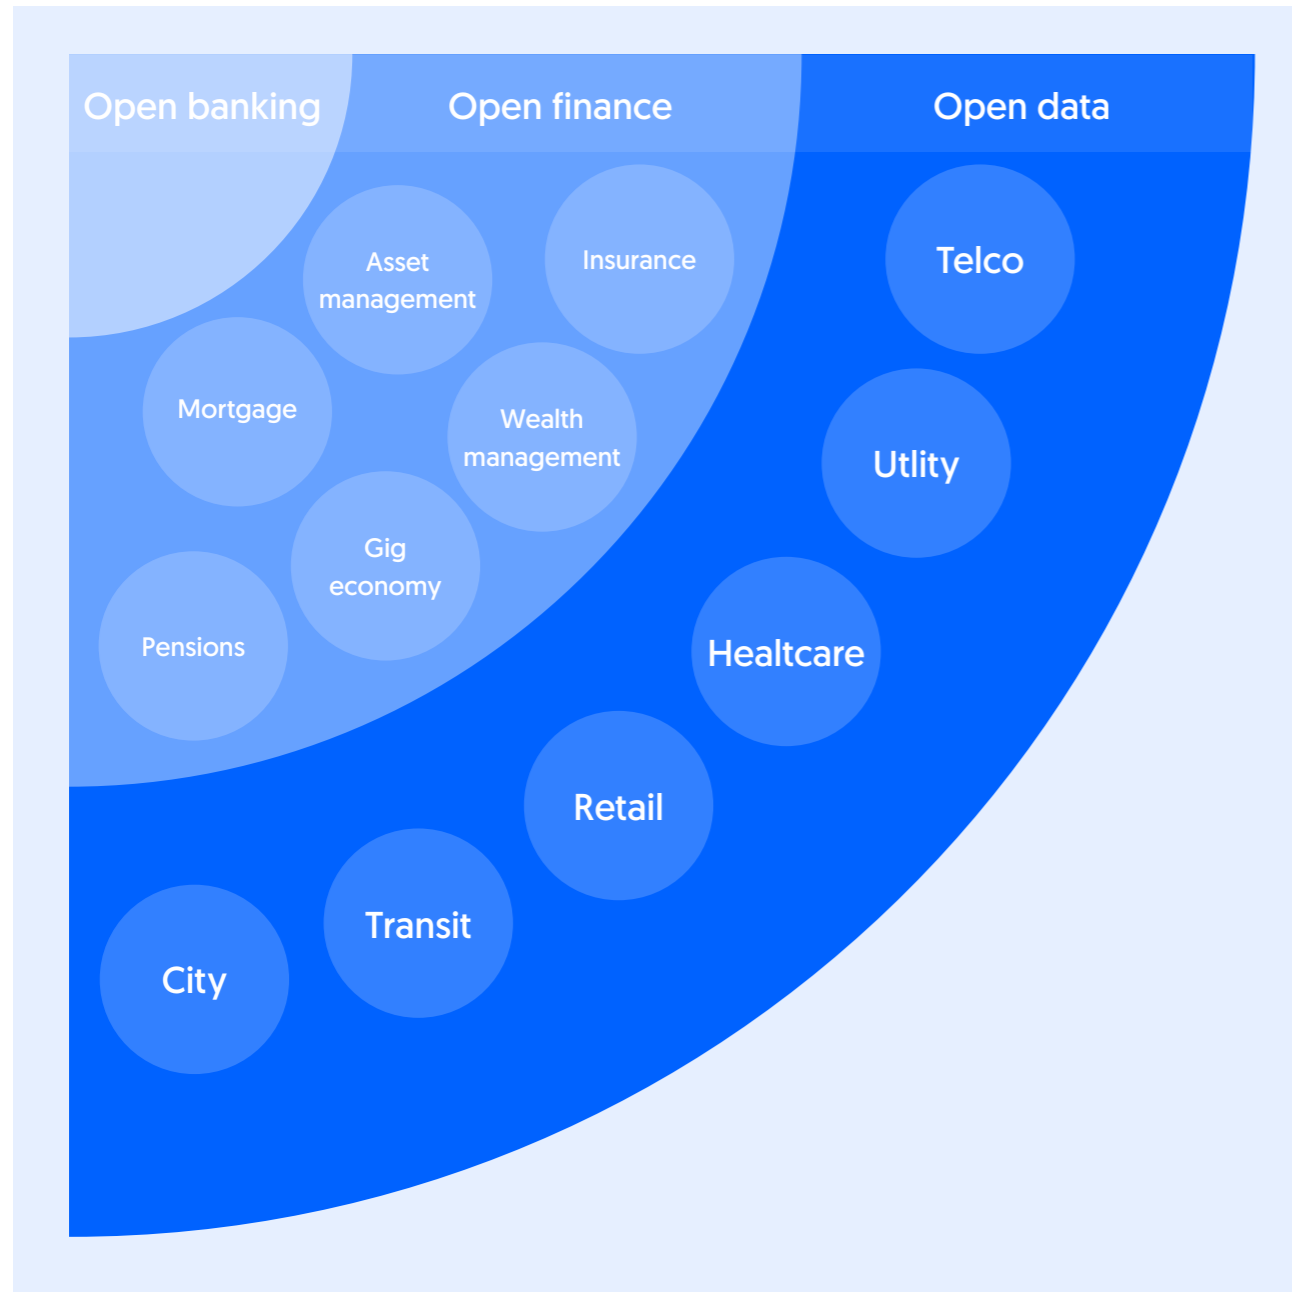 Open banking
Open finance
Open data
Asset
management
Insurance
Mortgage
Wealth
management
Gig
economy
Pensions
Telco
Utlity
Healtcare
Retail
Transit
City